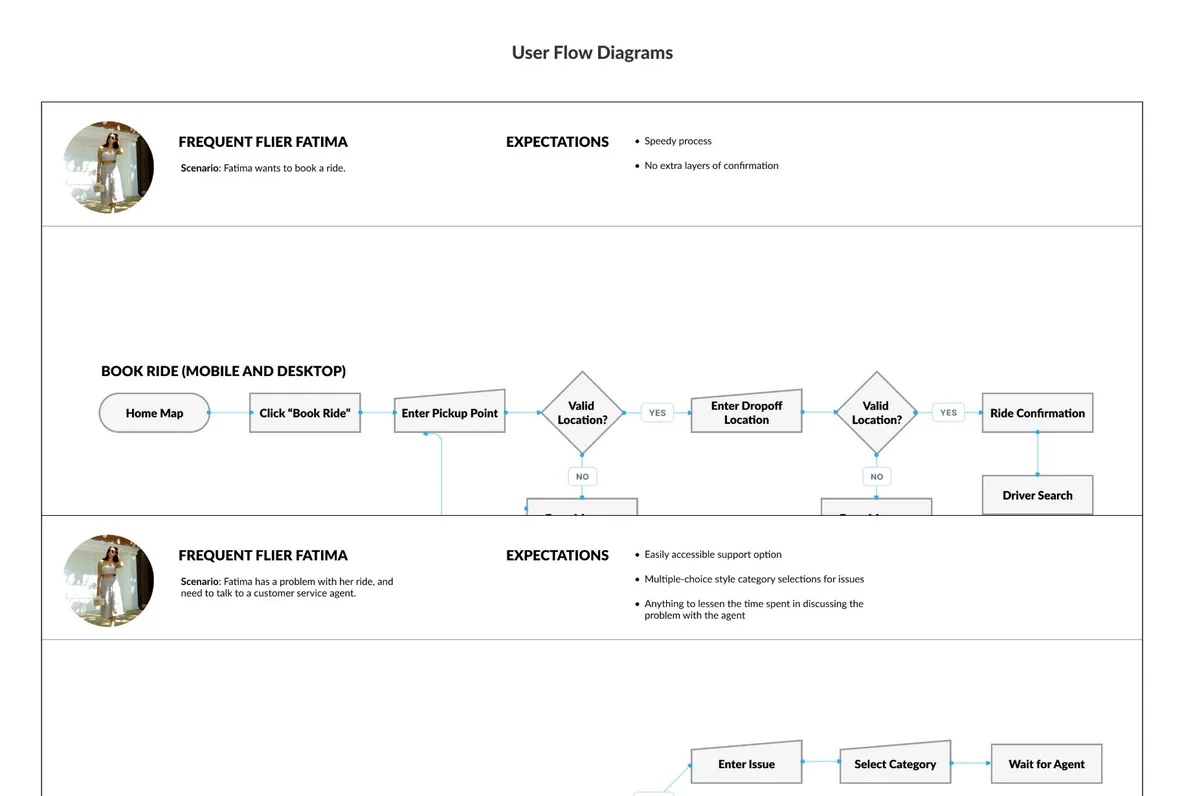 User Flow Diagrams
FREQUENT FLIER FATIMA
Scenario: Fatima wants to book a ride.
EXPECTATIONS
• Speedy process
• No extra layers of confirmation
BOOK RIDE (MOBILE AND DESKTOP)
Home Map
Click “Book Ride”
Enter Pickup Point
Valid
Location?
YES
Enter Dropoff
Location
Valid
Location?
YES
Ride Confirmation
NO
NO
Driver Search
FREQUENT FLIER FATIMA
Scenario: Fatima has a problem with her ride, and
need to talk to a customer service agent.
EXPECTATIONS
• Easily accessible support option
• Multiple-choice style category selections for issues
• Anything to lessen the time spent in discussing the
problem with the agent
Enter Issue
Select Category
Wait for Agent